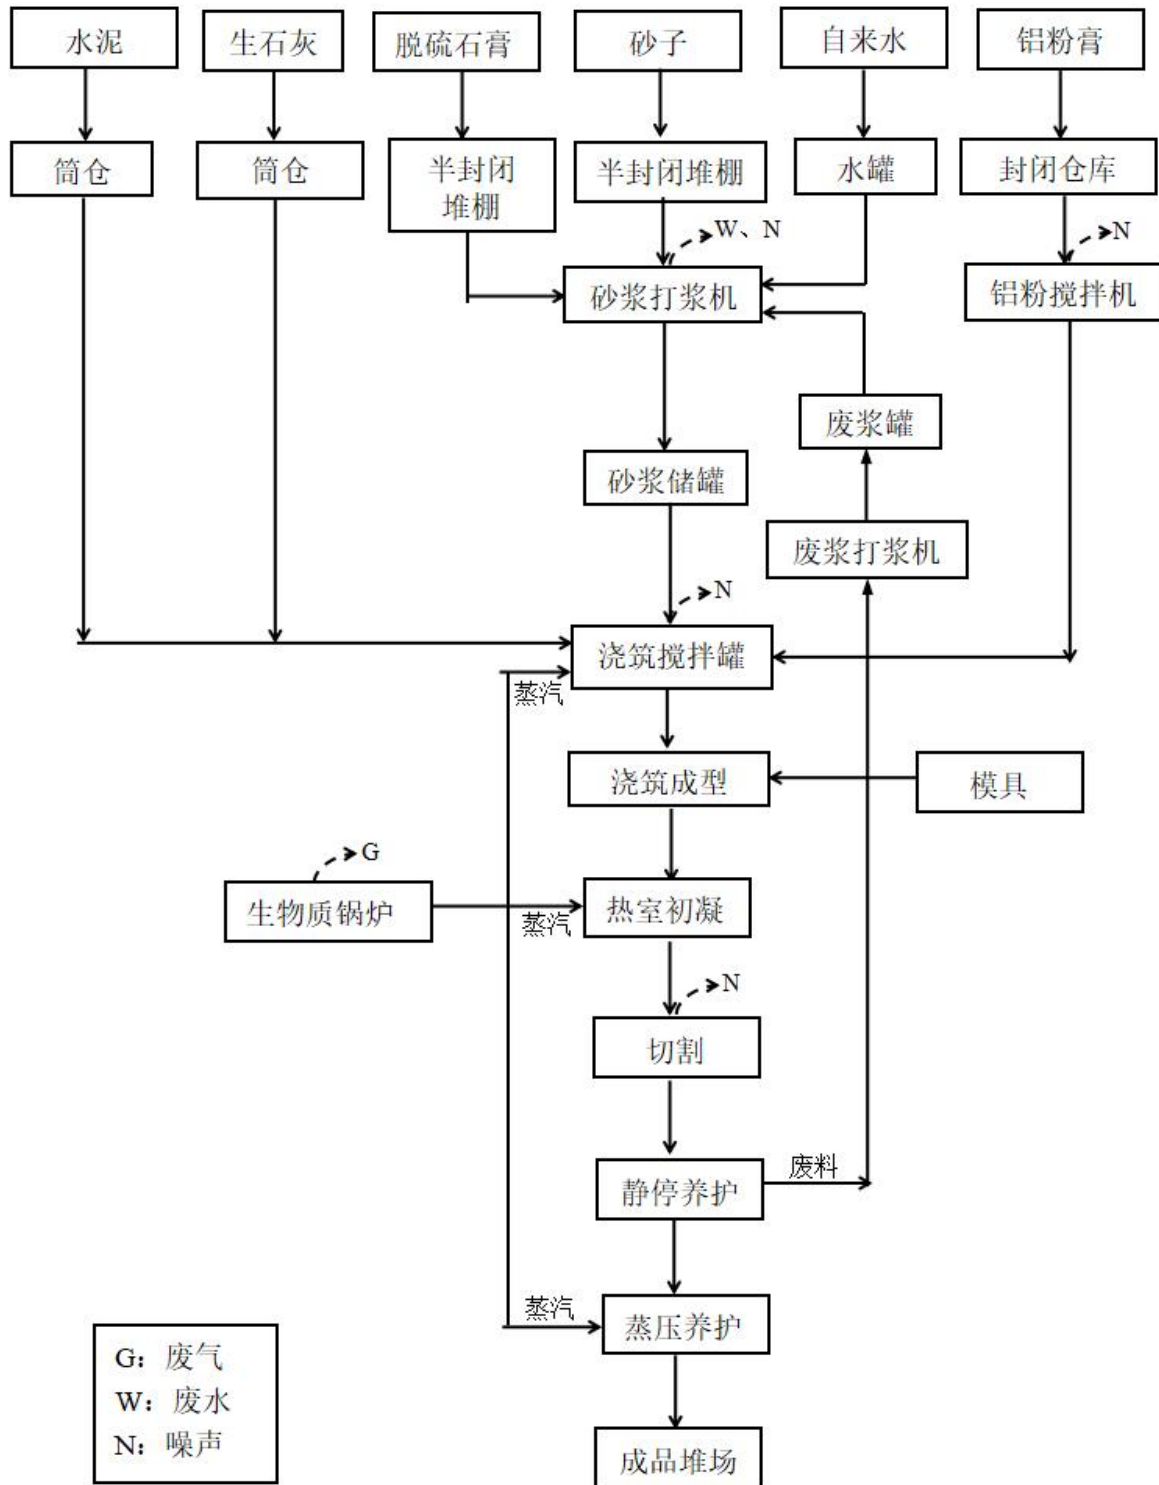 水泥
生石灰
脱硫石膏
砂子
自来水
铝粉膏
筒仓
筒仓
半封闭
堆棚
半封闭堆棚
水罐
封闭仓库
W、N
N
砂浆打浆机
铝粉搅拌机
废浆罐
砂浆储罐
废浆打浆机
N
浇筑搅拌罐
蒸汽
浇筑成型
模具
G
生物质锅炉
蒸汽
热室初凝
N
切割
静停养护
废料
蒸汽
蒸压养护
G：废气
W：废水
N：噪声
成品堆场